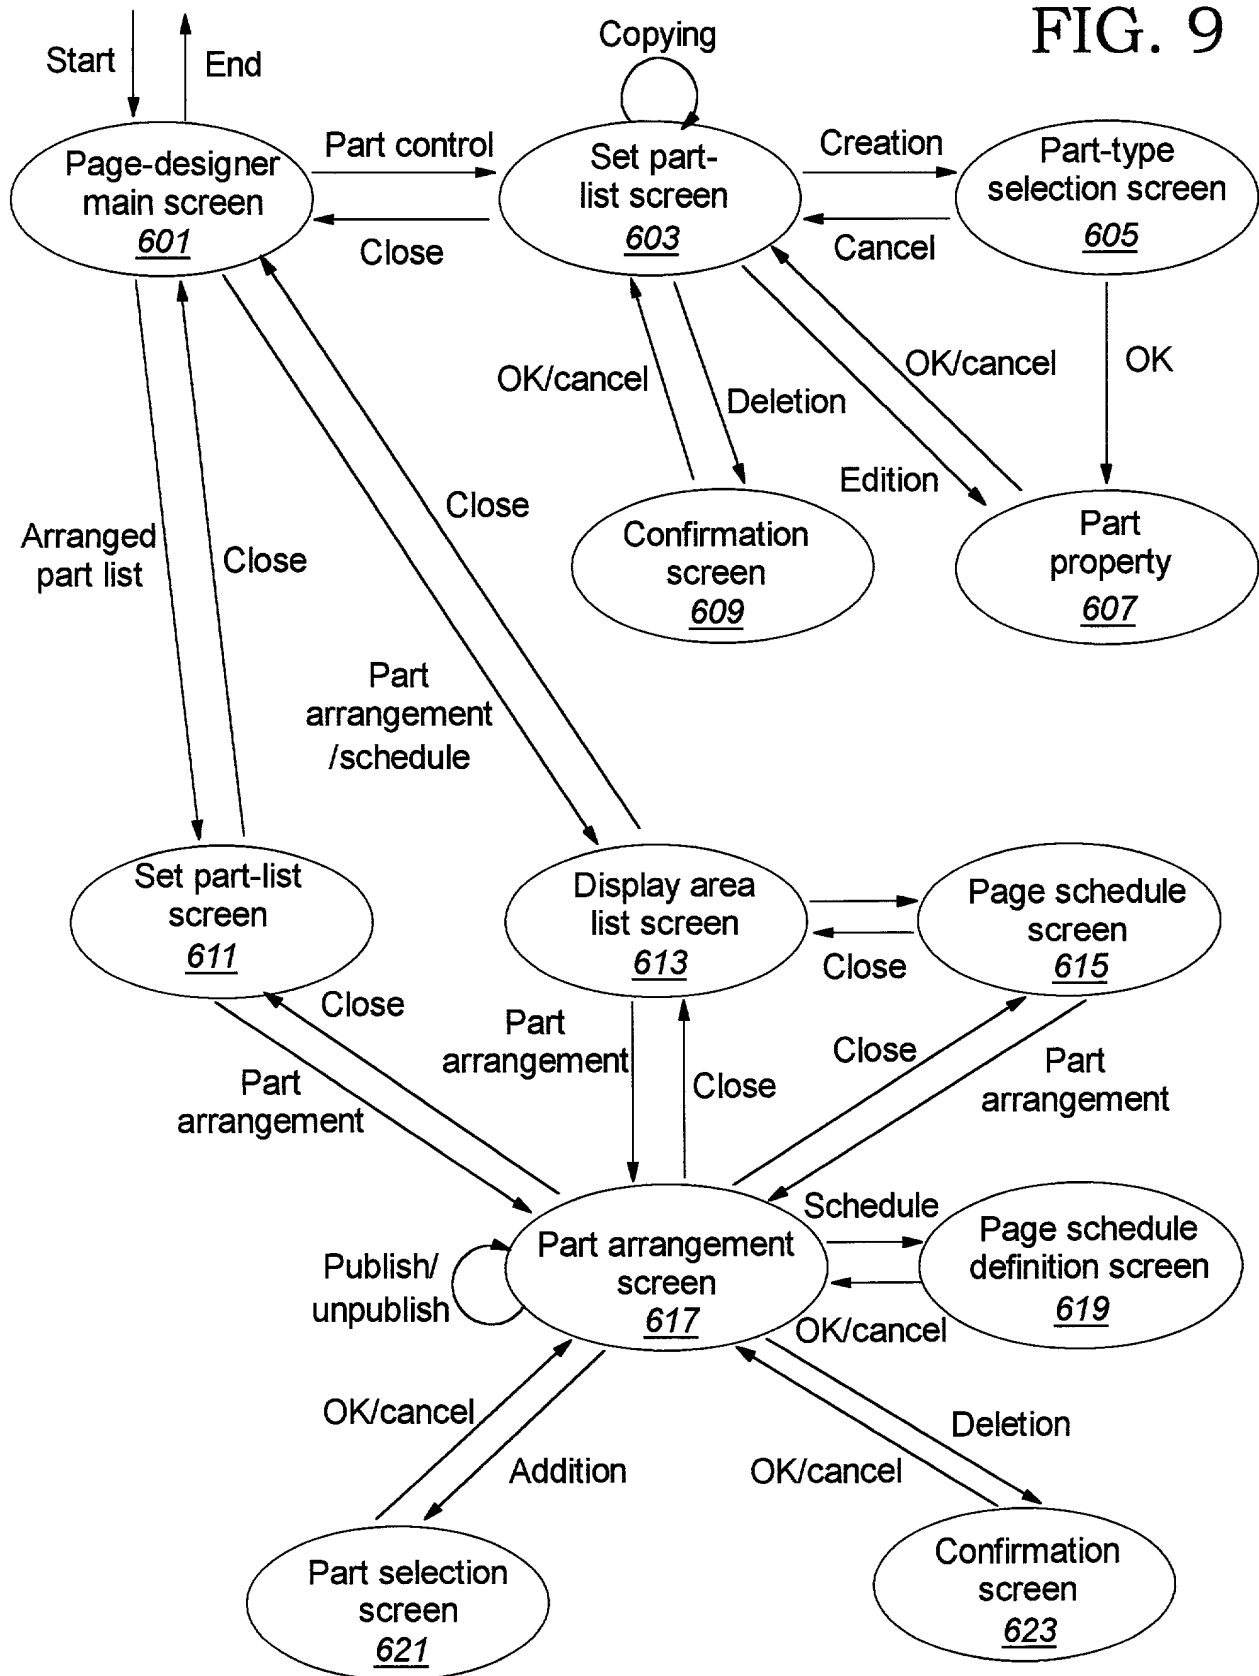 FIG. 9
Start
End
Copying
Page-designer
main screen
601
Part control
Close
Set part-
list screen
603
Creation
Cancel
Part-type
selection screen
605
OK/cancel
Deletion
OK/cancel
OK
Edition
Arranged
part list
Close
Close
Confirmation
screen
609
Part
property
607
Part
arrangement
/schedule
Set part-list
screen
611
Display area
list screen
613
Close
Page schedule
screen
615
Close
Part
arrangement
Part
arrangement
Close
Close
Part
arrangement
Publish/
unpublish
Part arrangement
screen
617
Schedule
OK/cancel
Page schedule
definition screen
619
OK/cancel
Addition
OK/cancel
Deletion
Part selection
screen
621
Confirmation
screen
623